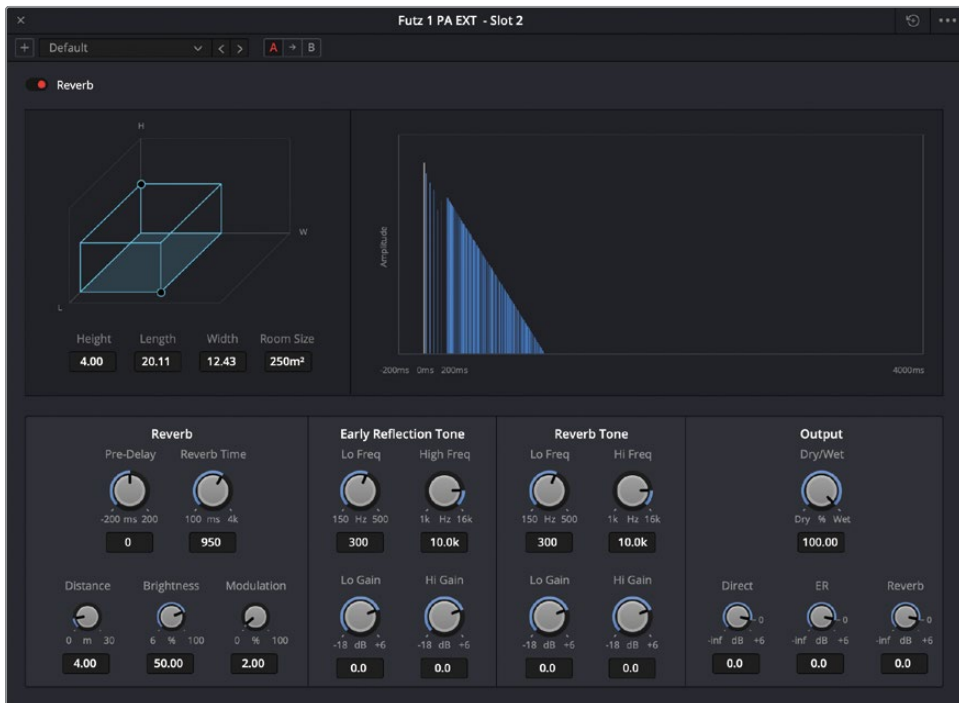 Futz 1 PA EXT - Slot 2
Default
A
B
Reverb
H
W
L
Height Length Width Room Size
4.00 20.11 12.43 250m²
Amplitude
-200ms 0ms 200ms 4000ms
Reverb
Pre-Delay Reverb Time
-200 ms 200 100 ms 4k
0 950
Distance Brightness Modulation
0 m 30 6 % 100 0 % 100
4.00 50.00 2.00
Early Reflection Tone
Lo Freq High Freq
150 Hz 500 1k Hz 16k
300 10.0k
Lo Gain Hi Gain
-18 dB +6 -18 dB +6
0.0 0.0
Reverb Tone
Lo Freq Hi Freq
150 Hz 500 1k Hz 16k
300 10.0k
Lo Gain Hi Gain
-18 dB +6 -18 dB +6
0.0 0.0
Output
Dry/Wet
Dry % Wet
100.00
Direct ER Reverb
0 0 0
-inf dB +6 -inf dB +6 -inf dB +6
0.0 0.0 0.0